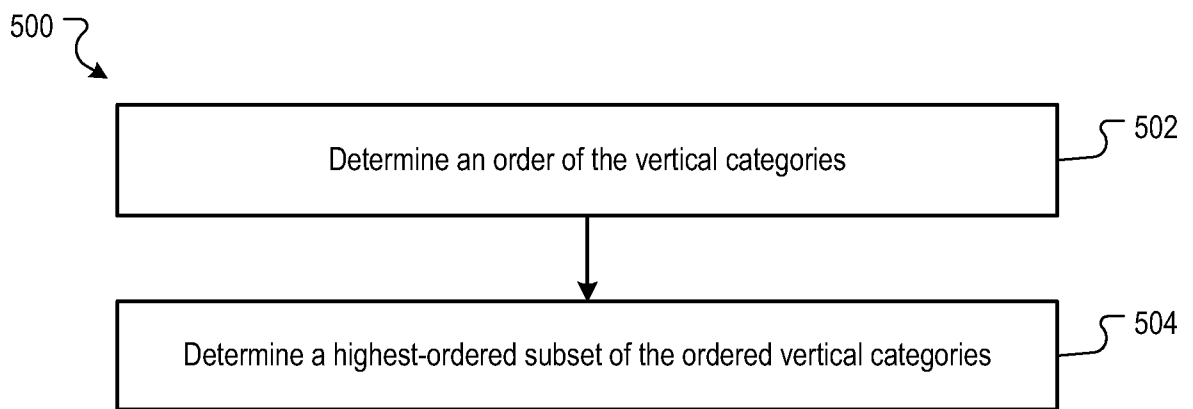 500
Determine an order of the vertical categories
502
Determine a highest-ordered subset of the ordered vertical categories
504